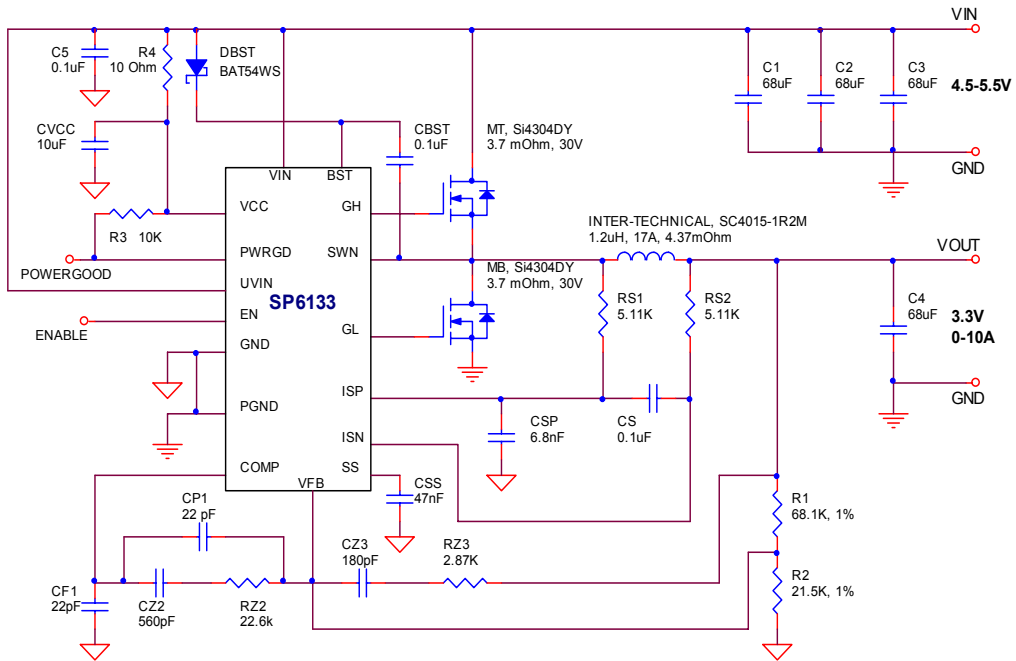 VIN
C5
0.1uF
R4
10 Ohm
DBST
BAT54WS
C1
68uF
C2
68uF
C3
68uF
4.5-5.5V
CVCC
10uF
CBST
0.1uF
MT, Si4304DY
3.7 mOhm, 30V
GND
VIN
BST
VCC
GH
R3 10K
INTER-TECHNICAL, SC4015-1R2M
1.2uH, 17A, 4.37mOhm
PWRGD
SWN
VOUT
POWERGOOD
MB, Si4304DY
3.7 mOhm, 30V
UVIN
SP6133
RS1
5.11K
RS2
5.11K
C4
68uF
3.3V
0-10A
EN
ENABLE
GL
GND
ISP
GND
PGND
CSP
6.8nF
CS
0.1uF
ISN
COMP
SS
VFB
CSS
47nF
CP1
22 pF
R1
68.1K, 1%
CZ3
180pF
RZ3
2.87K
R2
21.5K, 1%
CF1
22pF
CZ2
560pF
RZ2
22.6k